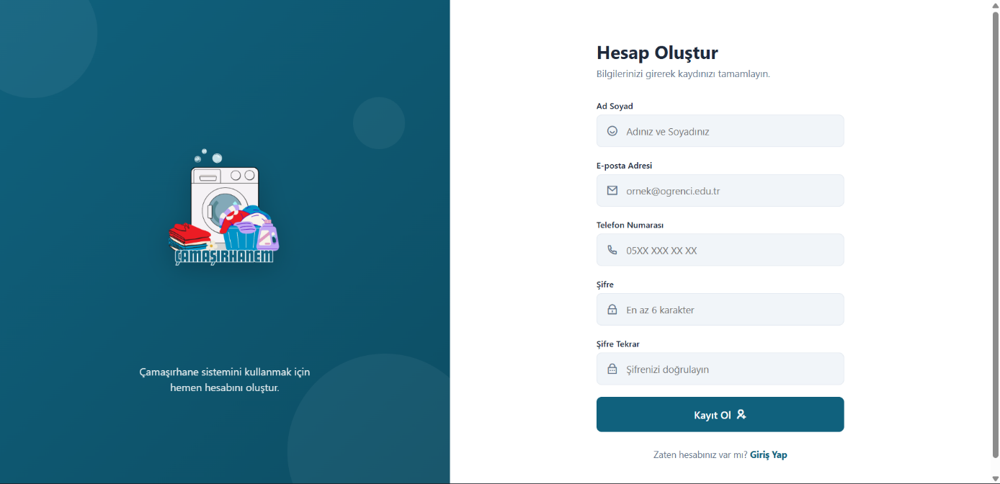 ÇAMAŞIRHANEM
Çamaşırhane sistemini kullanmak için
hemen hesabını oluştur.
Hesap Oluştur
Bilgilerinizi girerek kaydınızı tamamlayın.
Ad Soyad
Adınız ve Soyadınız
E-posta Adresi
ornek@ogrenci.edu.tr
Telefon Numarası
05XX XXX XX XX
Şifre
En az 6 karakter
Şifre Tekrar
Şifrenizi doğrulayın
Kayıt Ol
Zaten hesabınız var mı? Giriş Yap